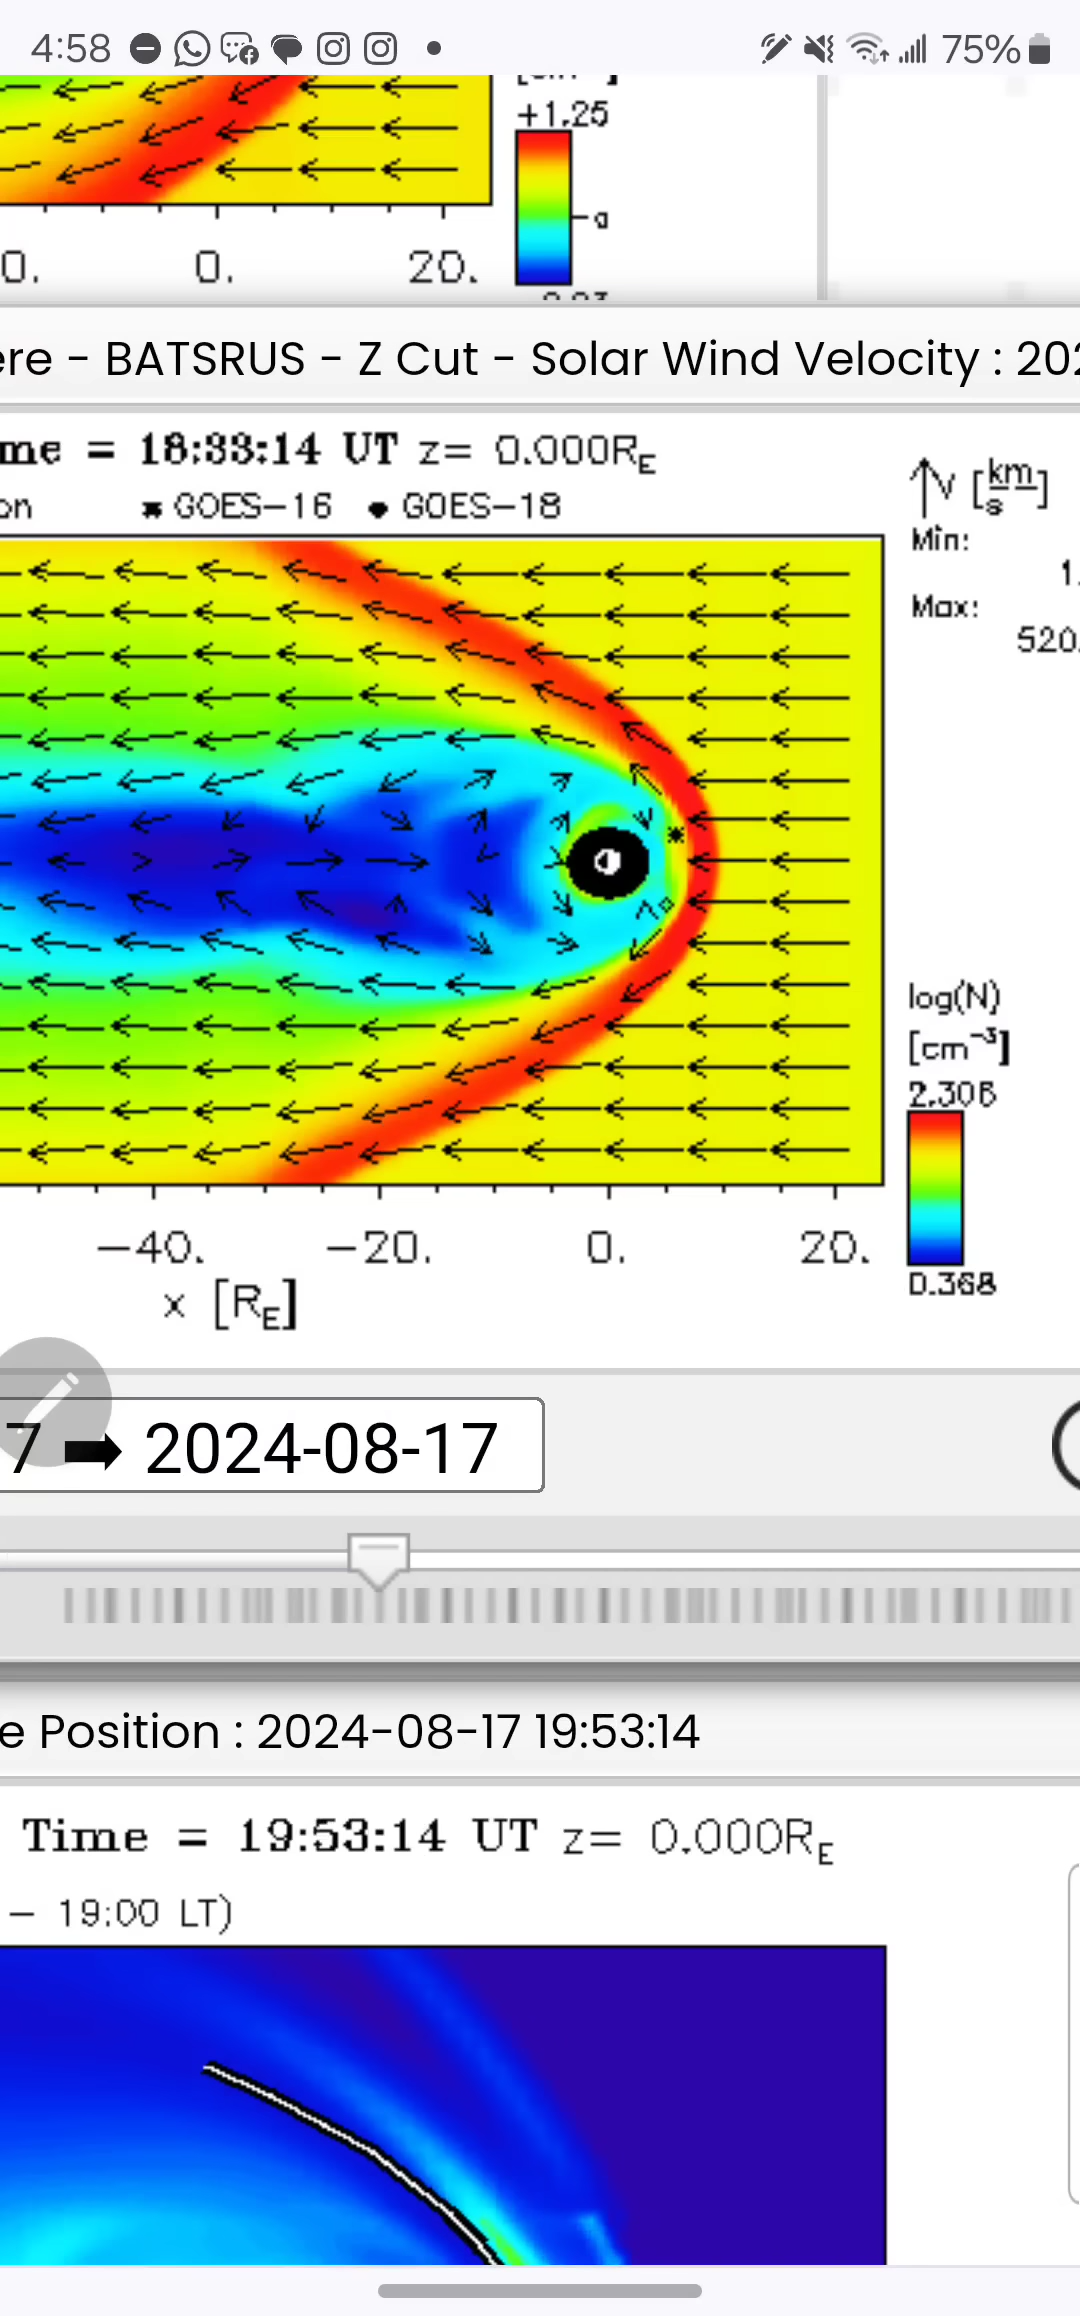 4:58
75%
+1.25
0.
0.
20.
ere - BATSRUS - Z Cut - Solar Wind Velocity : 202
me = 18:33:14 UT z= 0.000RE
on
GOES-16
GOES-18
V [km/s]
Min:
1.
Max:
520.
log(N)
[cm⁻³]
2.306
0.368
-40.
-20.
0.
20.
x [RE]
7 ➡ 2024-08-17
e Position : 2024-08-17 19:53:14
Time = 19:53:14 UT z= 0.000RE
- 19:00 LT)